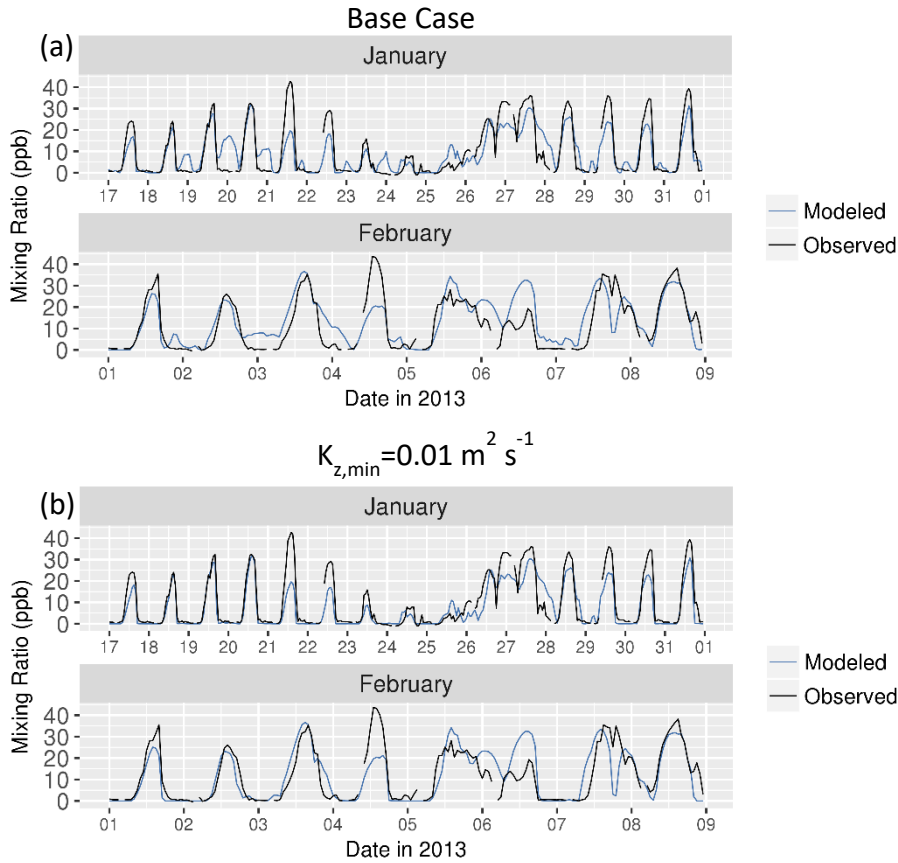 Base Case
(a)
January
Mixing Ratio (ppb)
40
30
20
10
0
17 18 19 20 21 22 23 24 25 26 27 28 29 30 31 01
February
40
30
20
10
0
01 02 03 04 05 06 07 08 09
Date in 2013
Modeled
Observed
Kz,min=0.01 m2 s-1
(b)
January
Mixing Ratio (ppb)
40
30
20
10
0
17 18 19 20 21 22 23 24 25 26 27 28 29 30 31 01
February
40
30
20
10
0
01 02 03 04 05 06 07 08 09
Date in 2013
Modeled
Observed